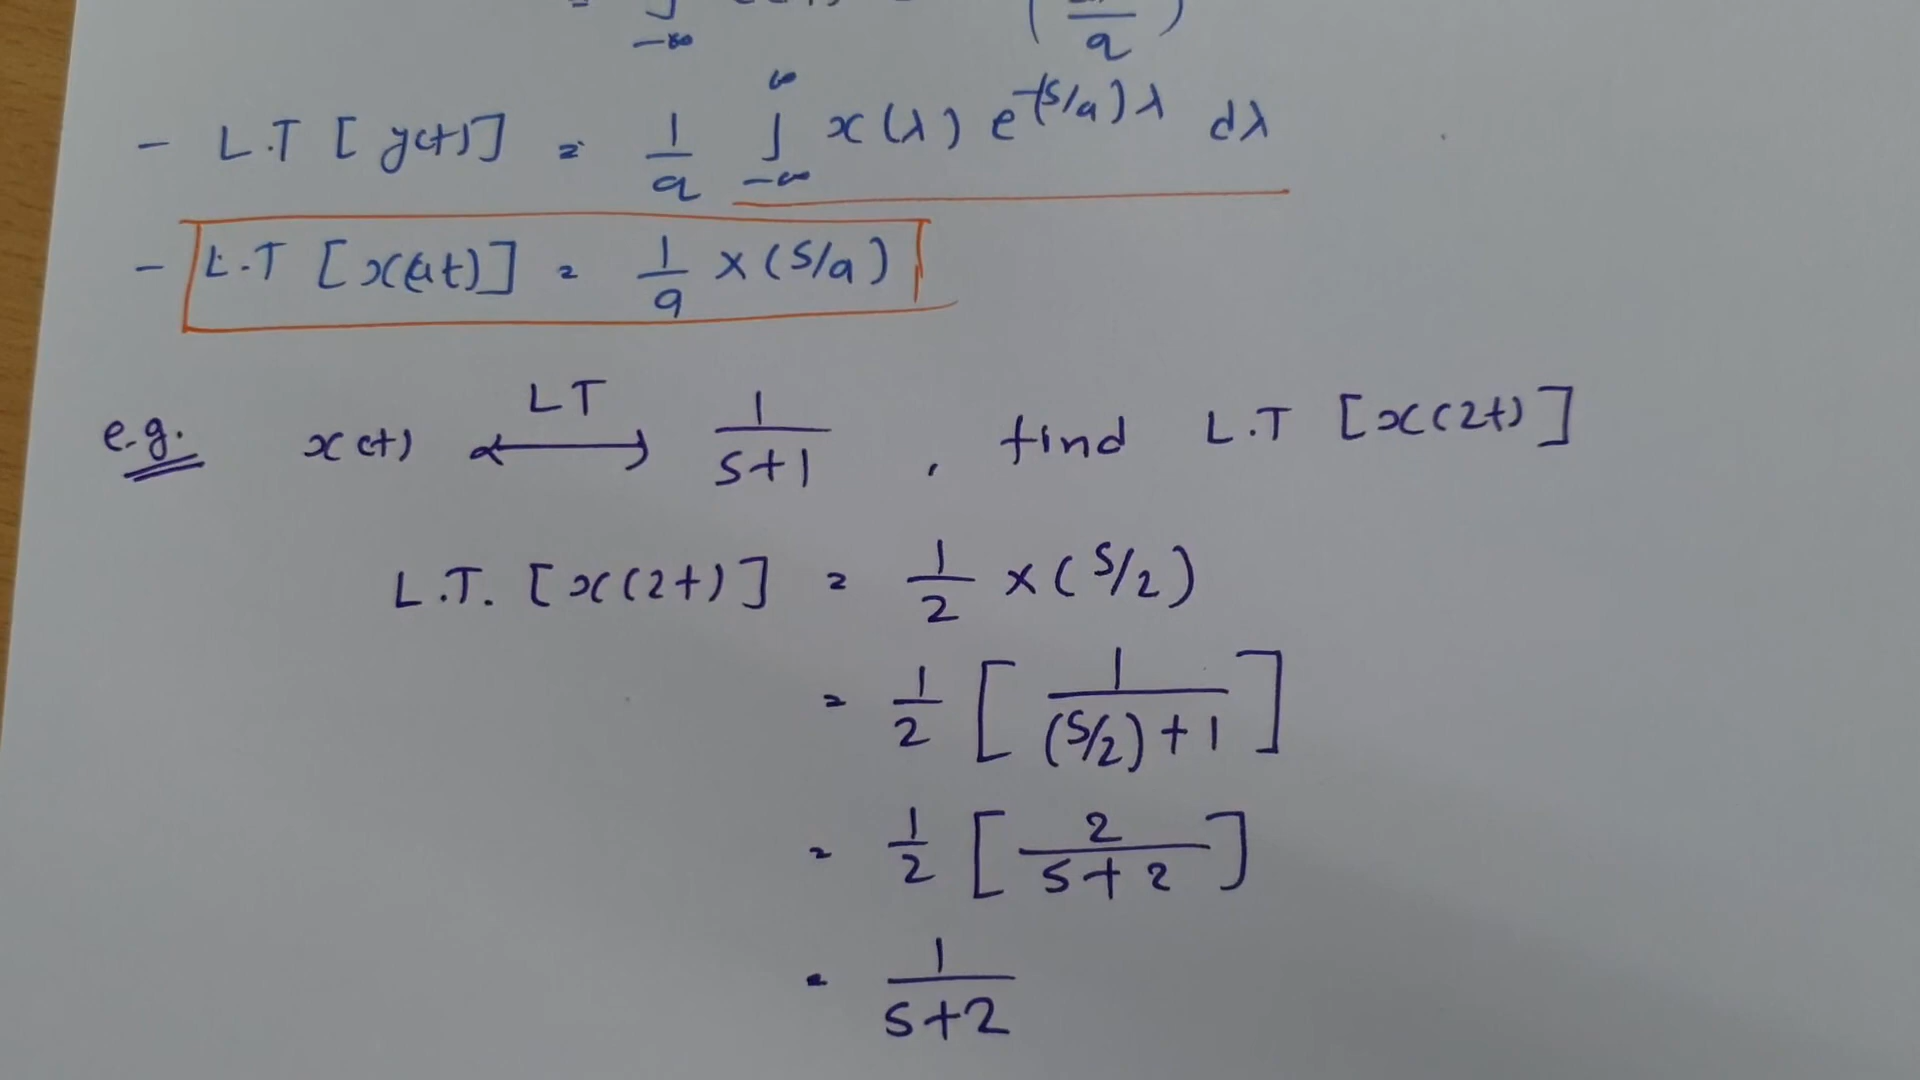 -∞ a
- L.T [y(t)] = 1/a ∫_{-∞}^{∞} x(λ) e^{-(s/a)λ} dλ
- L.T [x(at)] = 1/a X(s/a)
e.g. x(t) <—LT—> 1/(s+1) , find L.T [x(2t)]
L.T. [x(2t)] = 1/2 X(s/2)
= 1/2 [ 1/((s/2)+1) ]
= 1/2 [ 2/(s+2) ]
= 1/(s+2)